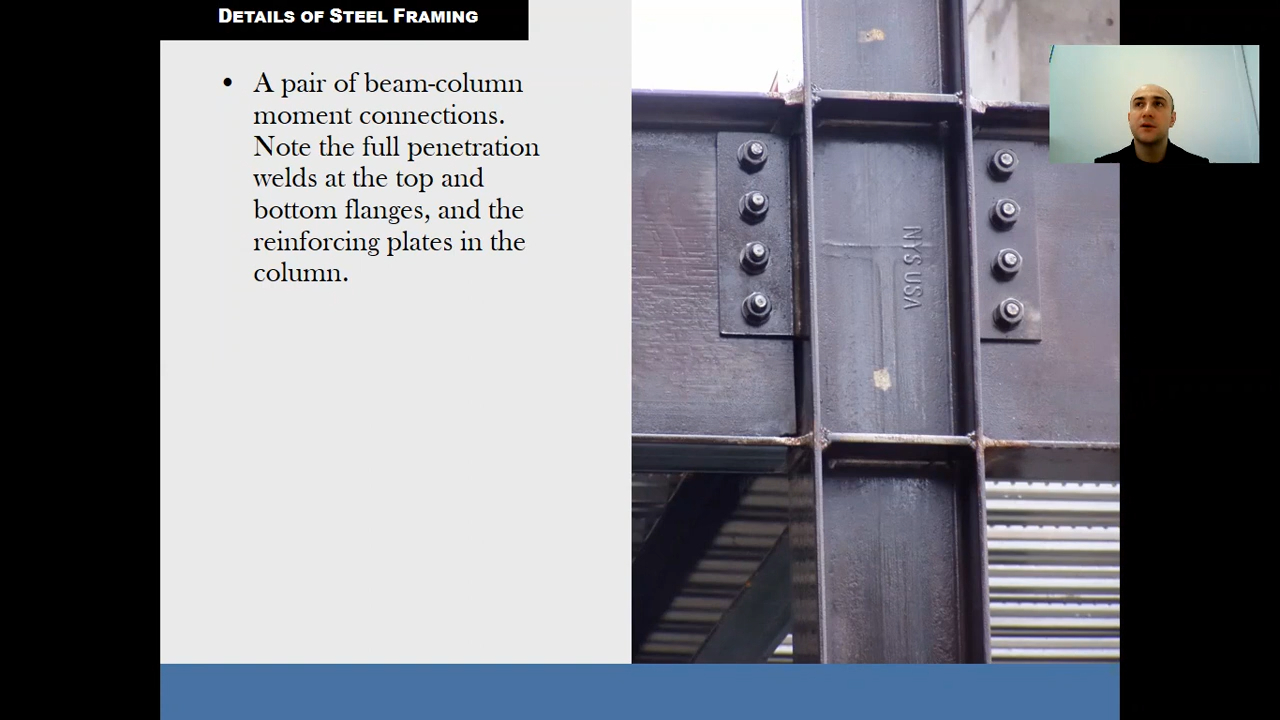 DETAILS OF STEEL FRAMING
• A pair of beam-column
moment connections.
Note the full penetration
welds at the top and
bottom flanges, and the
reinforcing plates in the
column.
NYS USA